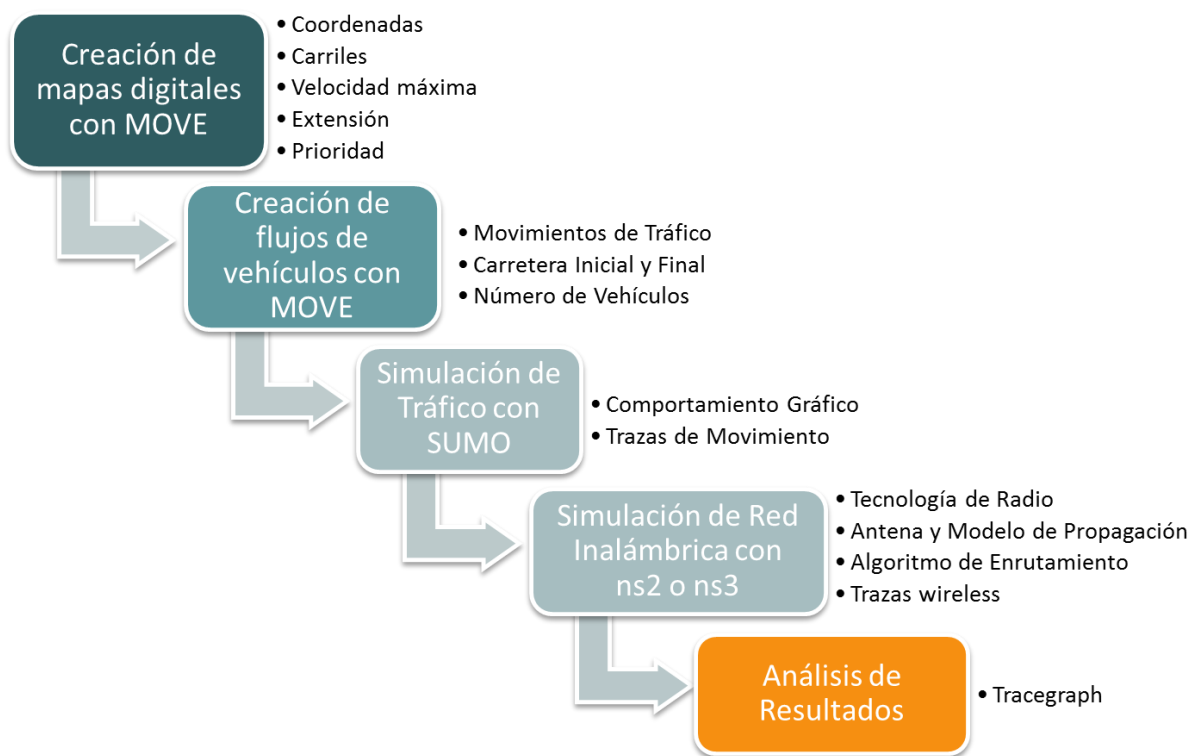 Creación de
mapas digitales
con MOVE
• Coordenadas
• Carriles
• Velocidad máxima
• Extensión
• Prioridad
Creación de
flujos de
vehículos con
MOVE
• Movimientos de Tráfico
• Carretera Inicial y Final
• Número de Vehículos
Simulación de
Tráfico con
SUMO
• Comportamiento Gráfico
• Trazas de Movimiento
Simulación de Red
Inalámbrica con
ns2 o ns3
• Tecnología de Radio
• Antena y Modelo de Propagación
• Algoritmo de Enrutamiento
• Trazas wireless
Análisis de
Resultados
• Tracegraph